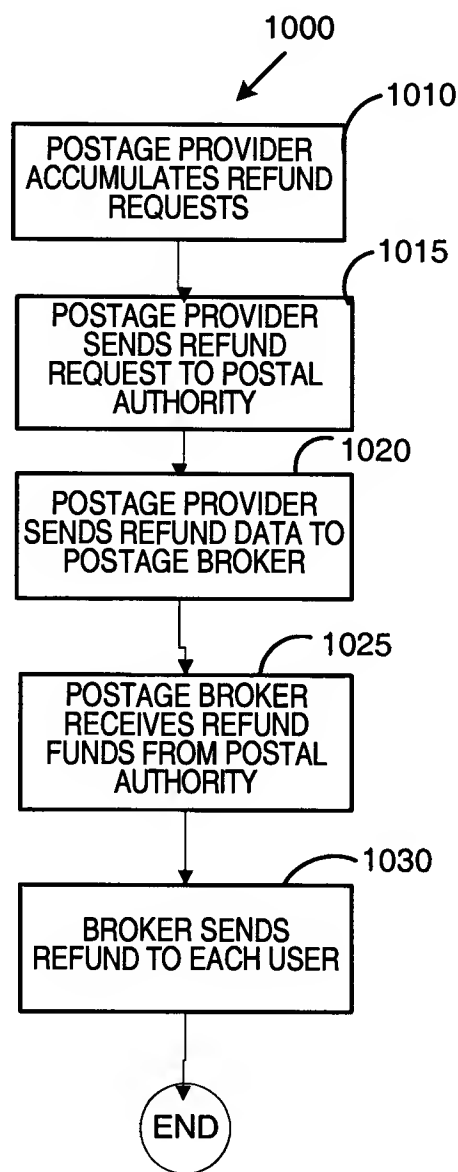 1000
1010
POSTAGE PROVIDER
ACCUMULATES REFUND
REQUESTS
1015
POSTAGE PROVIDER
SENDS REFUND
REQUEST TO POSTAL
AUTHORITY
1020
POSTAGE PROVIDER
SENDS REFUND DATA TO
POSTAGE BROKER
1025
POSTAGE BROKER
RECEIVES REFUND
FUNDS FROM POSTAL
AUTHORITY
1030
BROKER SENDS
REFUND TO EACH USER
END